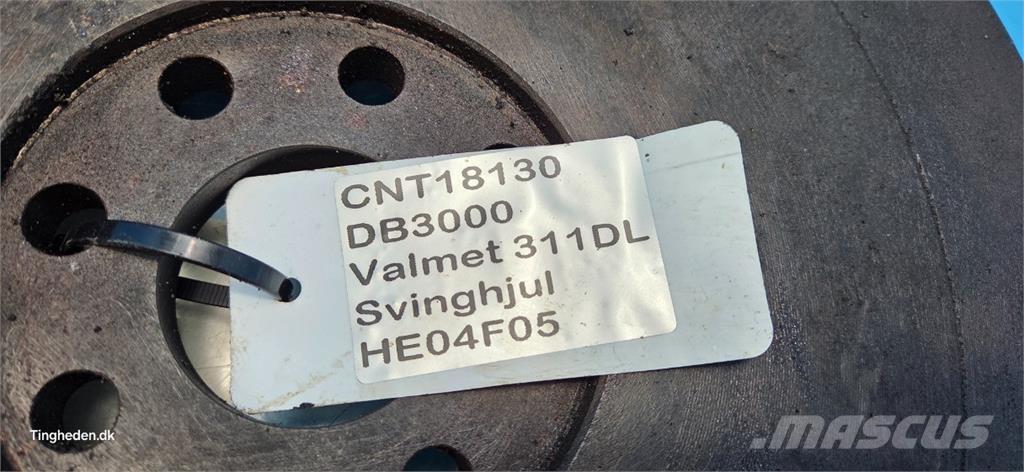 CNT18130
DB3000
Valmet 311DL
Svinghjul
HE04F05
Tingheden.dk
MASCUS